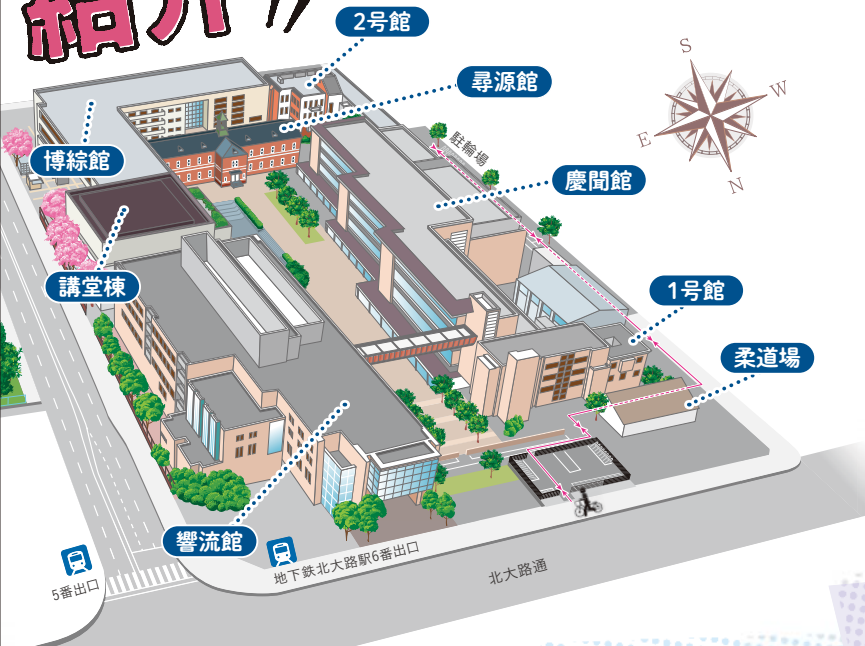 紹介
2号館
尋源館
S
W
E
N
駐輪場
博綜館
慶聞館
講堂棟
1号館
柔道場
響流館
地下鉄北大路駅6番出口
5番出口
北大路通